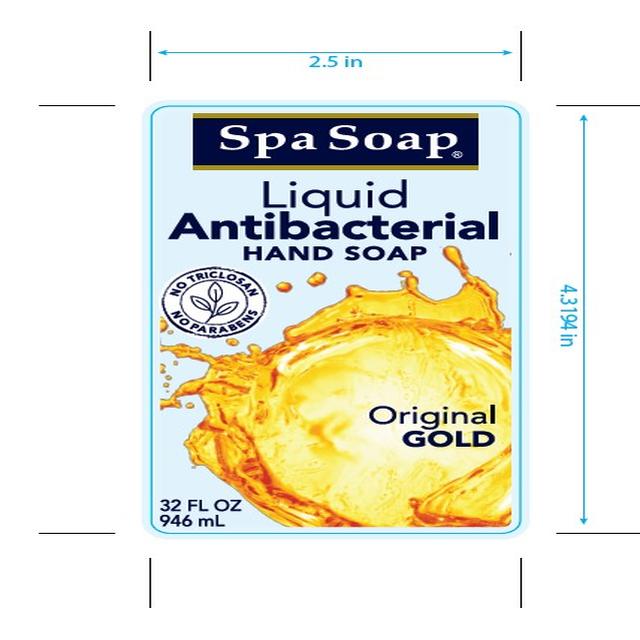 2.5 in
Spa Soap®
Liquid
Antibacterial
HAND SOAP
NO TRICLOSAN
NO PARABENS
4.3194 in
Original
GOLD
32 FL OZ
946 mL